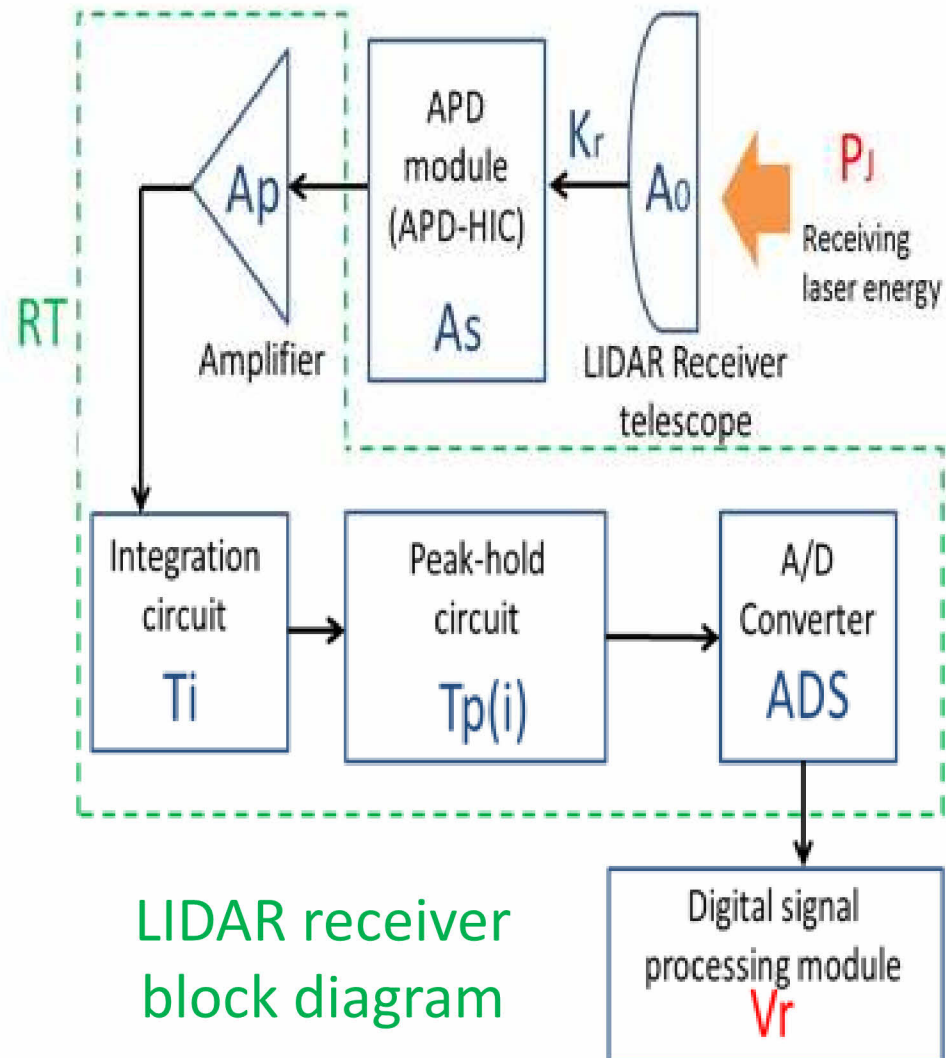 APD
module
(APD-HIC)
As
Kr
A0
PJ
Receiving
laser energy
Ap
RT
Amplifier
LIDAR Receiver
telescope
Integration
circuit
Ti
Peak-hold
circuit
Tp(i)
A/D
Converter
ADS
LIDAR receiver
block diagram
Digital signal
processing module
Vr